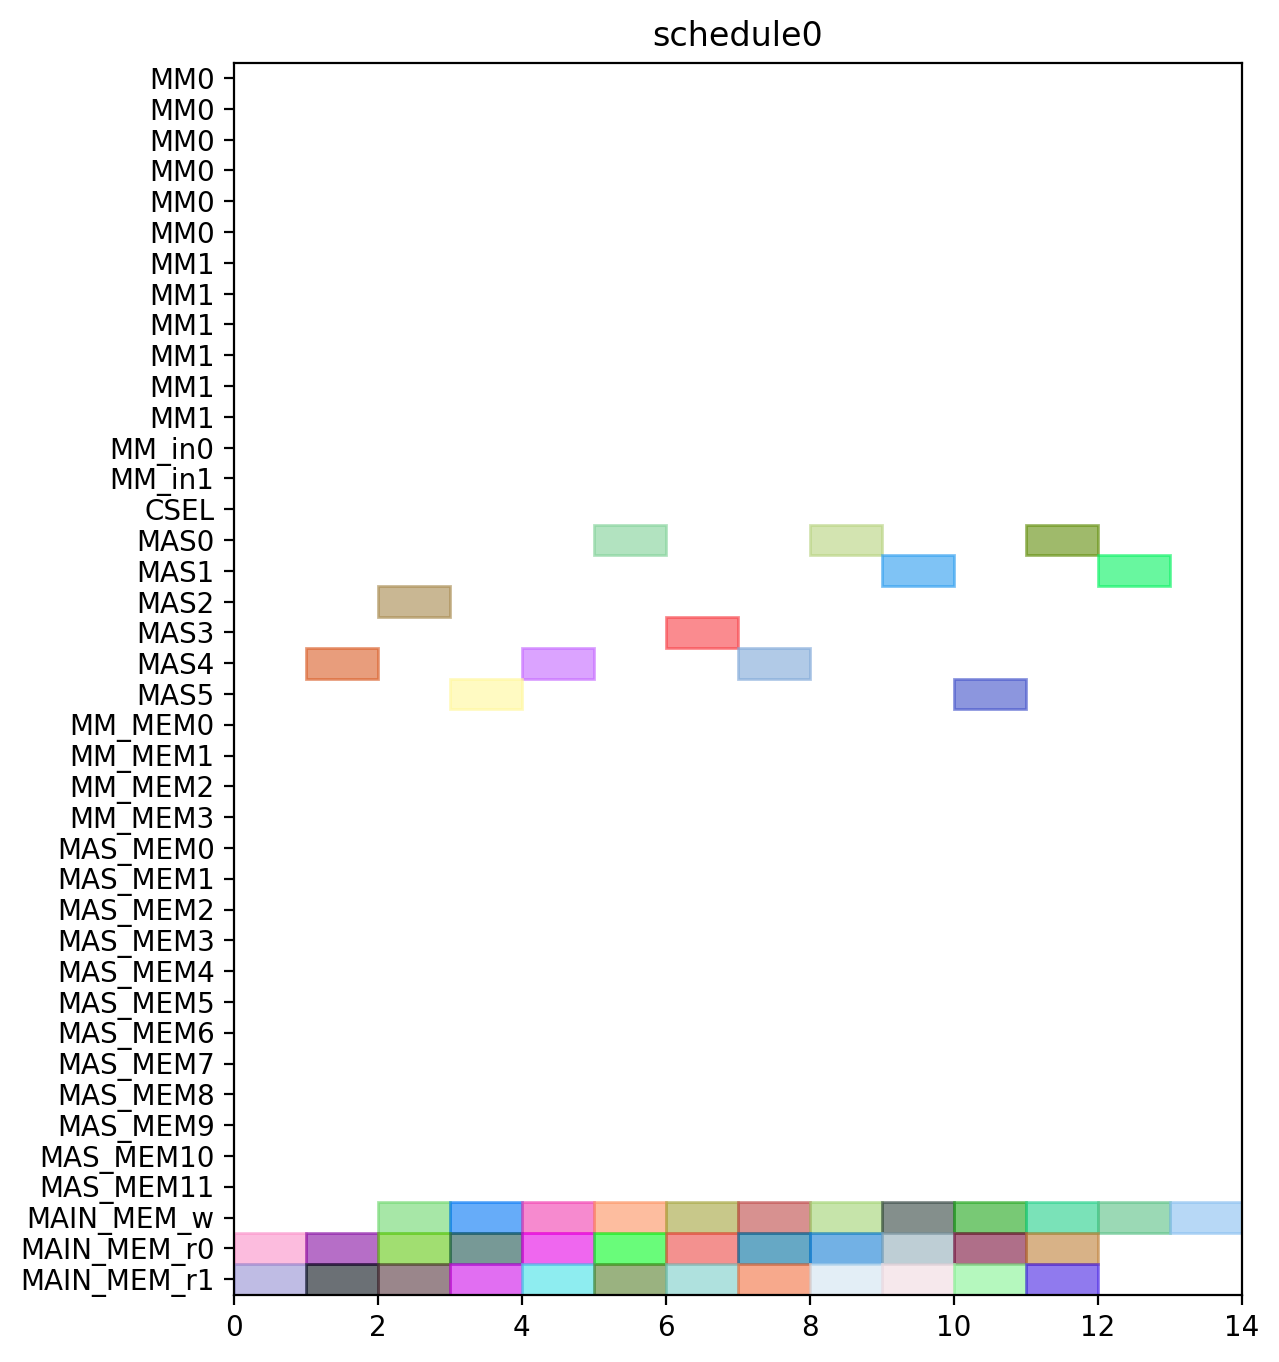 schedule0
MM0
MM0
MM0
MM0
MM0
MM0
MM1
MM1
MM1
MM1
MM1
MM1
MM_in0
MM_in1
CSEL
MAS0
MAS1
MAS2
MAS3
MAS4
MAS5
MM_MEM0
MM_MEM1
MM_MEM2
MM_MEM3
MAS_MEM0
MAS_MEM1
MAS_MEM2
MAS_MEM3
MAS_MEM4
MAS_MEM5
MAS_MEM6
MAS_MEM7
MAS_MEM8
MAS_MEM9
MAS_MEM10
MAS_MEM11
MAIN_MEM_w
MAIN_MEM_r0
MAIN_MEM_r1
0 2 4 6 8 10 12 14